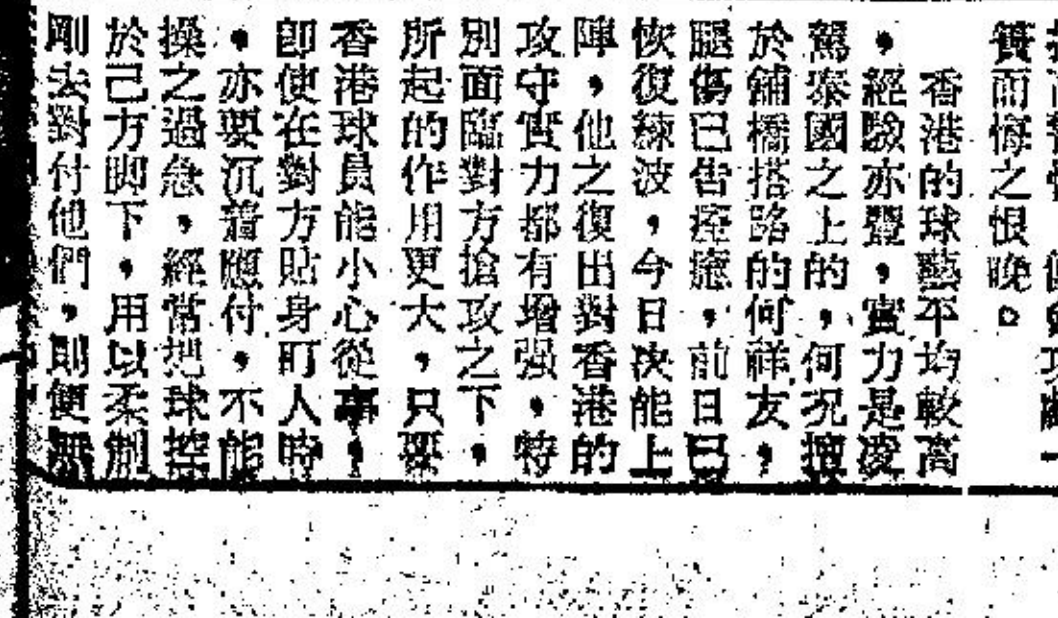 簣而悔之恨晚。
香港的球藝平均較高
，經驗亦豐，實力是凌
駕泰國之上的，何况擅
於舖橋搭路的何祥友，
腿傷已告痊癒，前日已
恢復練波，今日决能上
陣，他之復出對香港的
攻守實力都有增强，特
別面臨對方搶攻之下，
所起的作用更大，只要
香港球員能小心從事，
即使在對方貼身盯人時
，亦要沉着應付，不能
操之過急，經常把球控
於己方脚下，用以柔制
剛去對付他們，則便無